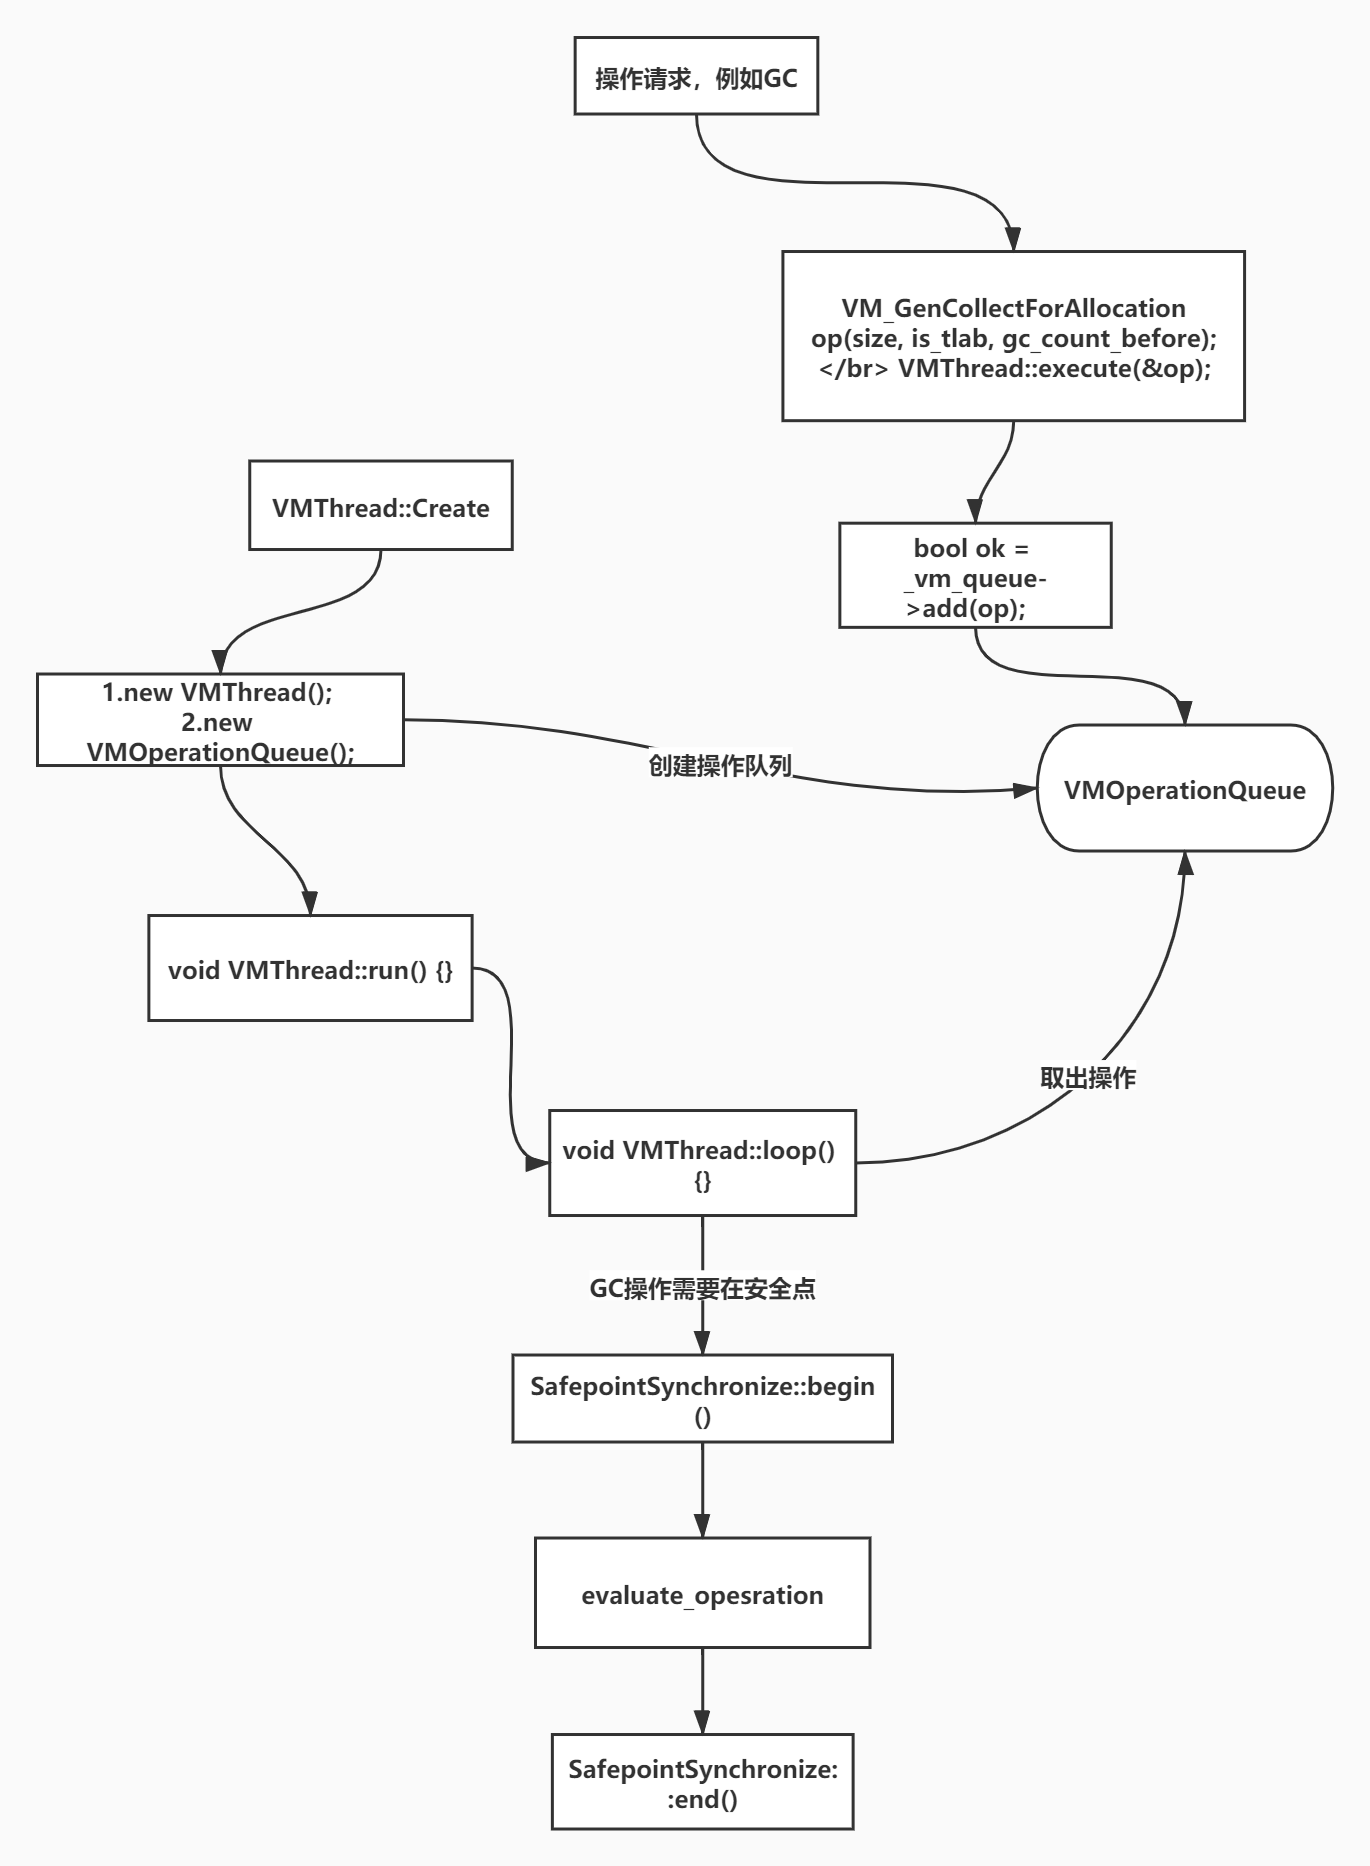 操作请求，例如GC
VM_GenCollectForAllocation
op(size, is_tlab, gc_count_before);
</br> VMThread::execute(&op);
VMThread::Create
bool ok =
_vm_queue-
>add(op);
1.new VMThread();
2.new
VMOperationQueue();
创建操作队列
VMOperationQueue
void VMThread::run() {}
取出操作
void VMThread::loop()
{}
GC操作需要在安全点
SafepointSynchronize::begin
()
evaluate_opesration
SafepointSynchronize:
:end()